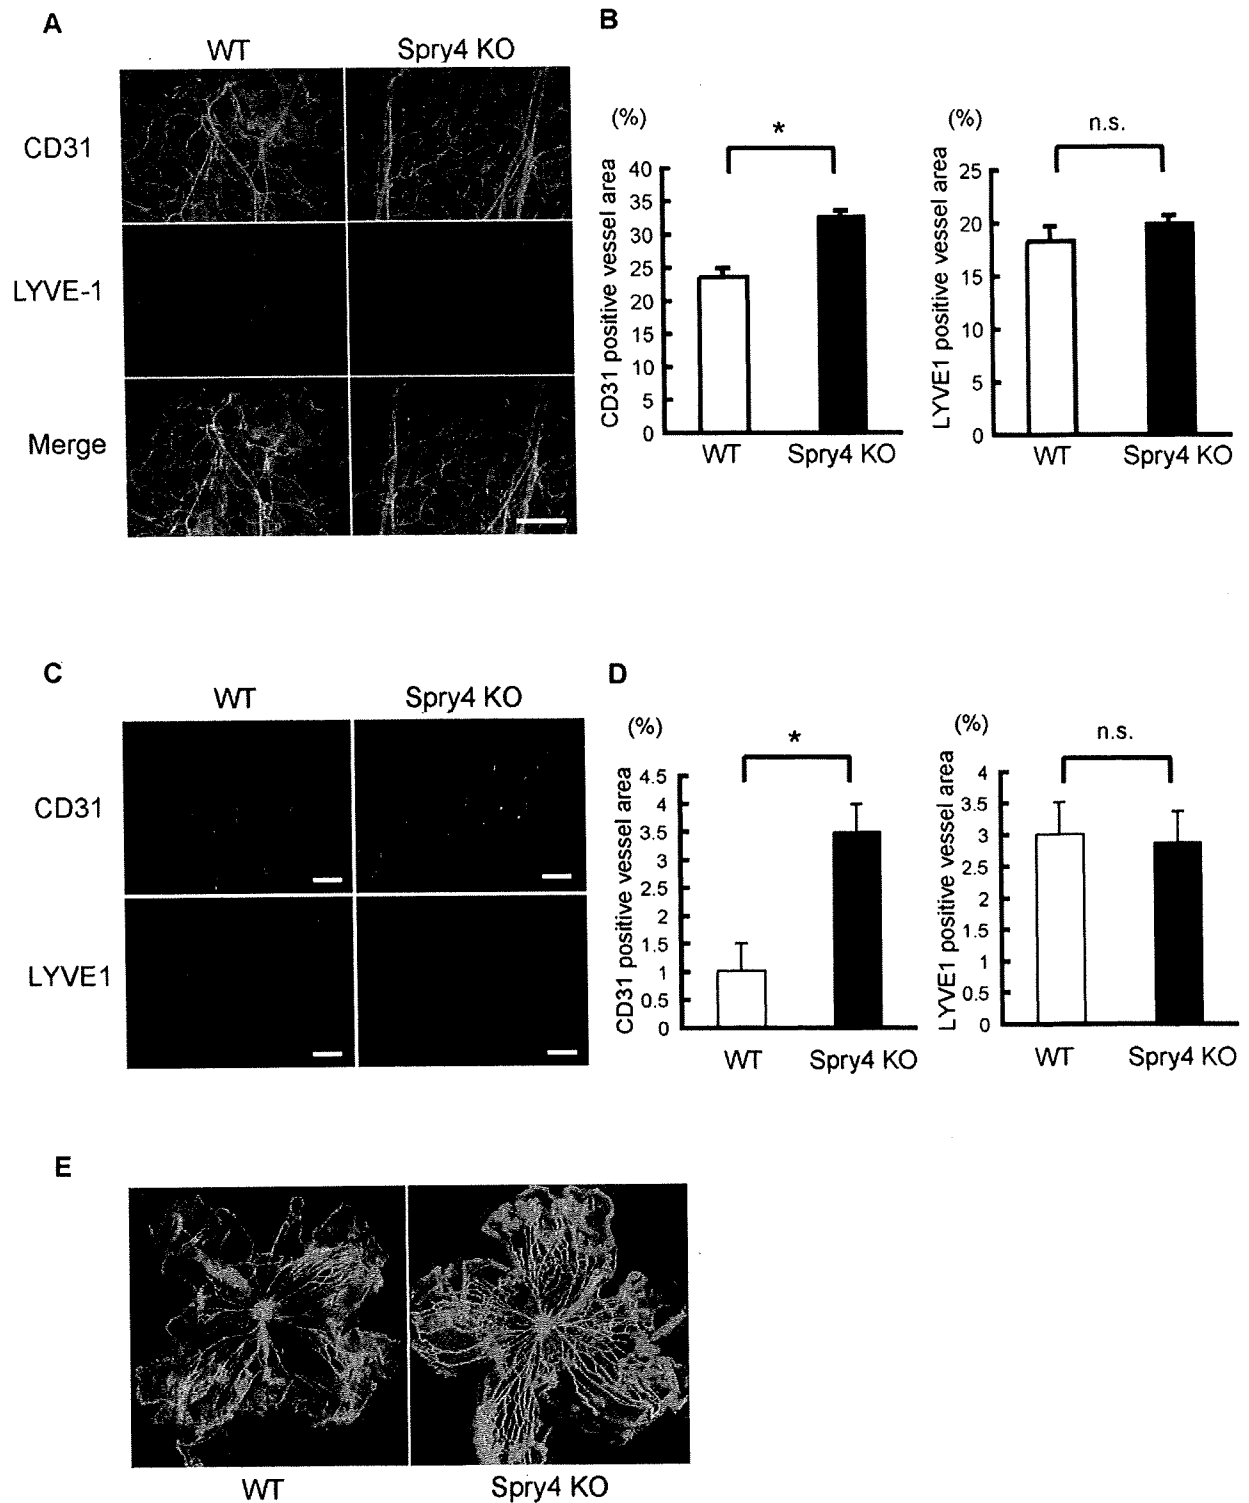 A
WT
Spry4 KO
CD31
LYVE-1
Merge
B
(%)
*
CD31 positive vessel area
40
35
30
25
20
15
10
5
0
WT
Spry4 KO
(%)
n.s.
LYVE1 positive vessel area
25
20
15
10
5
0
WT
Spry4 KO
C
WT
Spry4 KO
CD31
LYVE1
D
(%)
*
CD31 positive vessel area
4.5
4
3.5
3
2.5
2
1.5
1
0.5
0
WT
Spry4 KO
(%)
n.s.
LYVE1 positive vessel area
4
3.5
3
2.5
2
1.5
1
0.5
0
WT
Spry4 KO
E
WT
Spry4 KO